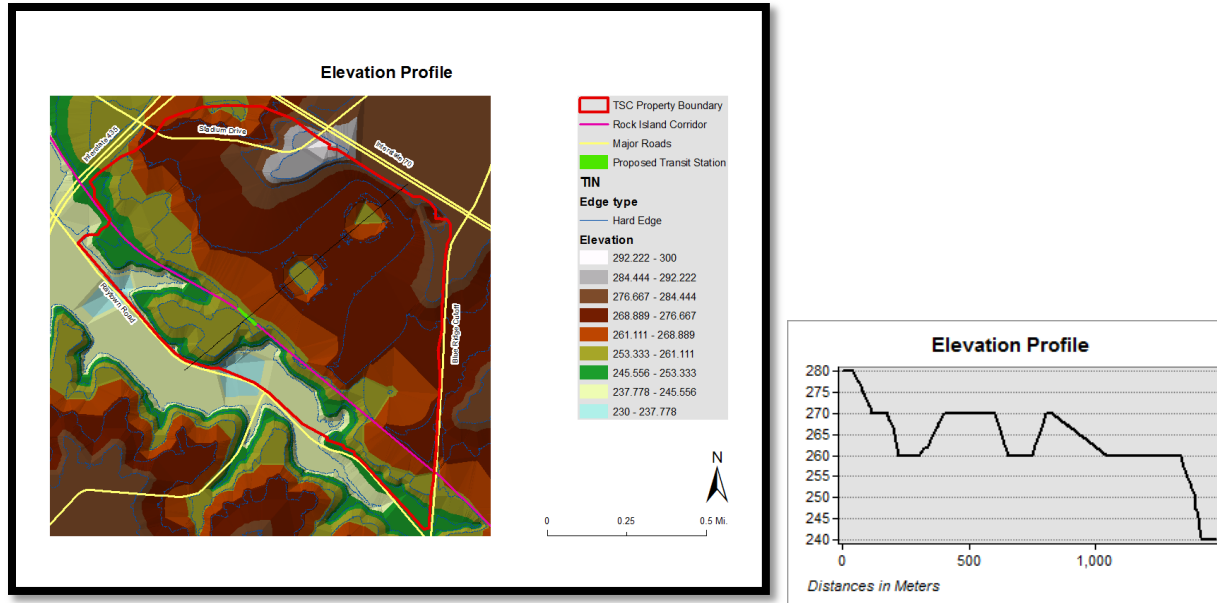 Elevation Profile
Interstate 435
Stadium Drive
Interstate 70
Raytown Road
Blue Ridge Cutoff
TSC Property Boundary
Rock Island Corridor
Major Roads
Proposed Transit Station
TIN
Edge type
Hard Edge
Elevation
292.222 - 300
284.444 - 292.222
276.667 - 284.444
268.889 - 276.667
261.111 - 268.889
253.333 - 261.111
245.556 - 253.333
237.778 - 245.556
230 - 237.778
N
0 0.25 0.5 Mi.
Elevation Profile
280
275
270
265
260
255
250
245
240
0 500 1,000
Distances in Meters